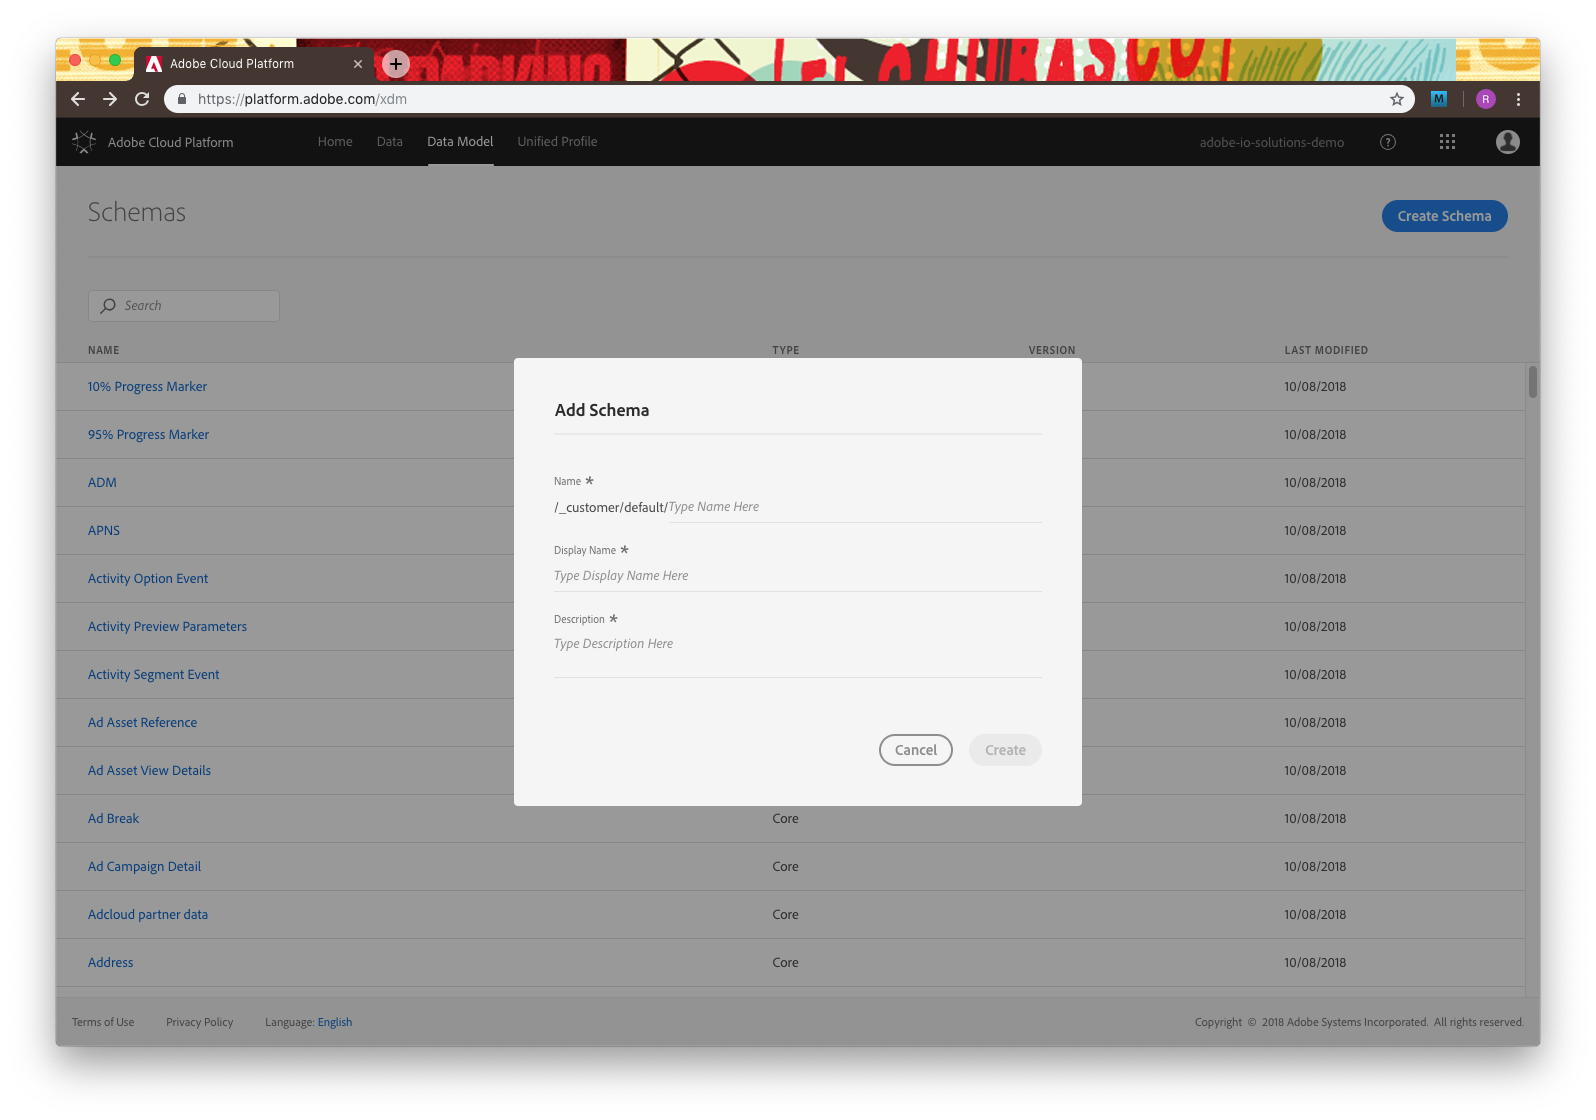 Adobe Cloud Platform
EL CHURASCO
https://platform.adobe.com/xdm
M
R
Adobe Cloud Platform
Home
Data
Data Model
Unified Profile
adobe-io-solutions-demo
?
Schemas
Create Schema
Search
NAME TYPE VERSION LAST MODIFIED
10% Progress Marker 10/08/2018
95% Progress Marker 10/08/2018
ADM 10/08/2018
APNS 10/08/2018
Activity Option Event 10/08/2018
Activity Preview Parameters 10/08/2018
Activity Segment Event 10/08/2018
Ad Asset Reference 10/08/2018
Ad Asset View Details 10/08/2018
Ad Break Core 10/08/2018
Ad Campaign Detail Core 10/08/2018
Adcloud partner data Core 10/08/2018
Address Core 10/08/2018
Add Schema
Name *
/_customer/default/Type Name Here
Display Name *
Type Display Name Here
Description *
Type Description Here
Cancel
Create
Terms of Use
Privacy Policy
Language: English
Copyright © 2018 Adobe Systems Incorporated. All rights reserved.